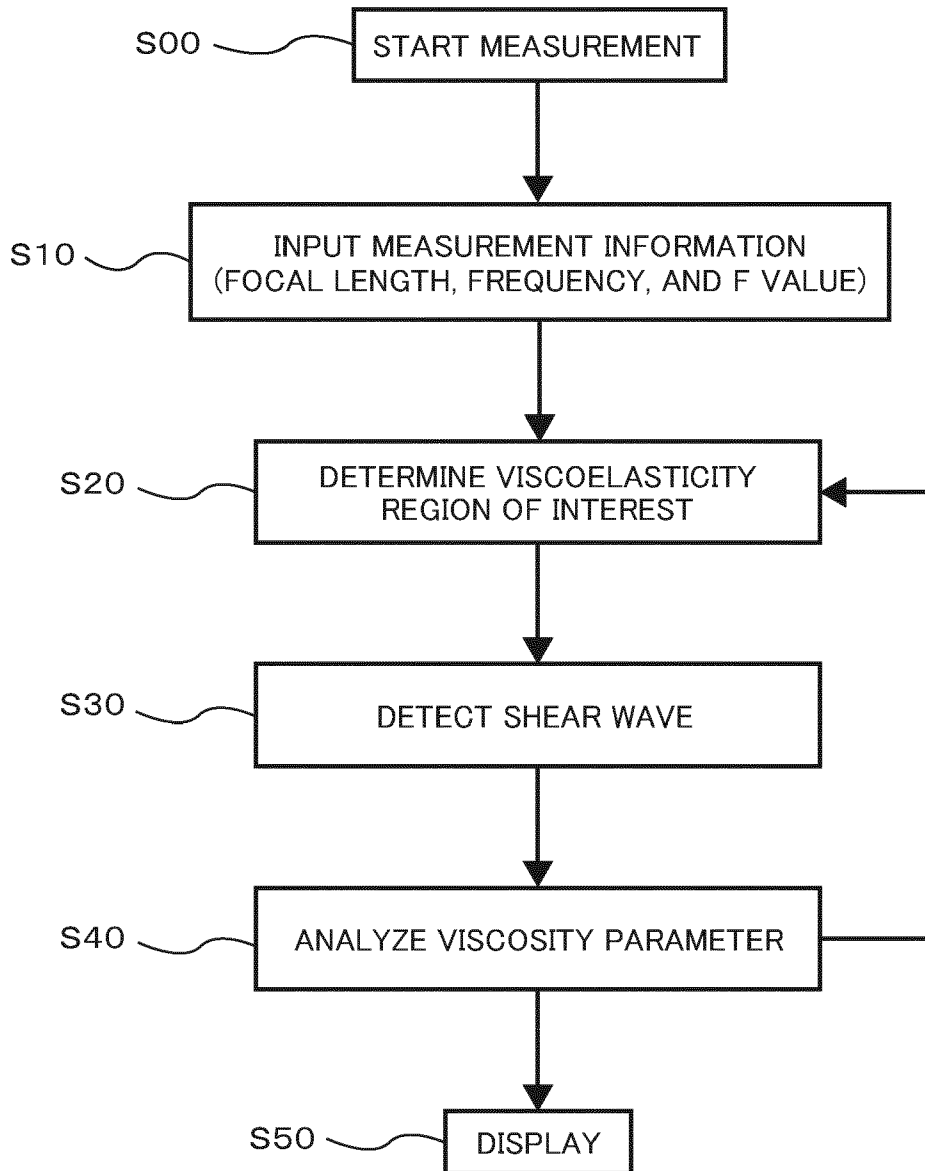 S00
START MEASUREMENT
S10
INPUT MEASUREMENT INFORMATION
(FOCAL LENGTH, FREQUENCY, AND F VALUE)
S20
DETERMINE VISCOELASTICITY
REGION OF INTEREST
S30
DETECT SHEAR WAVE
S40
ANALYZE VISCOSITY PARAMETER
S50
DISPLAY